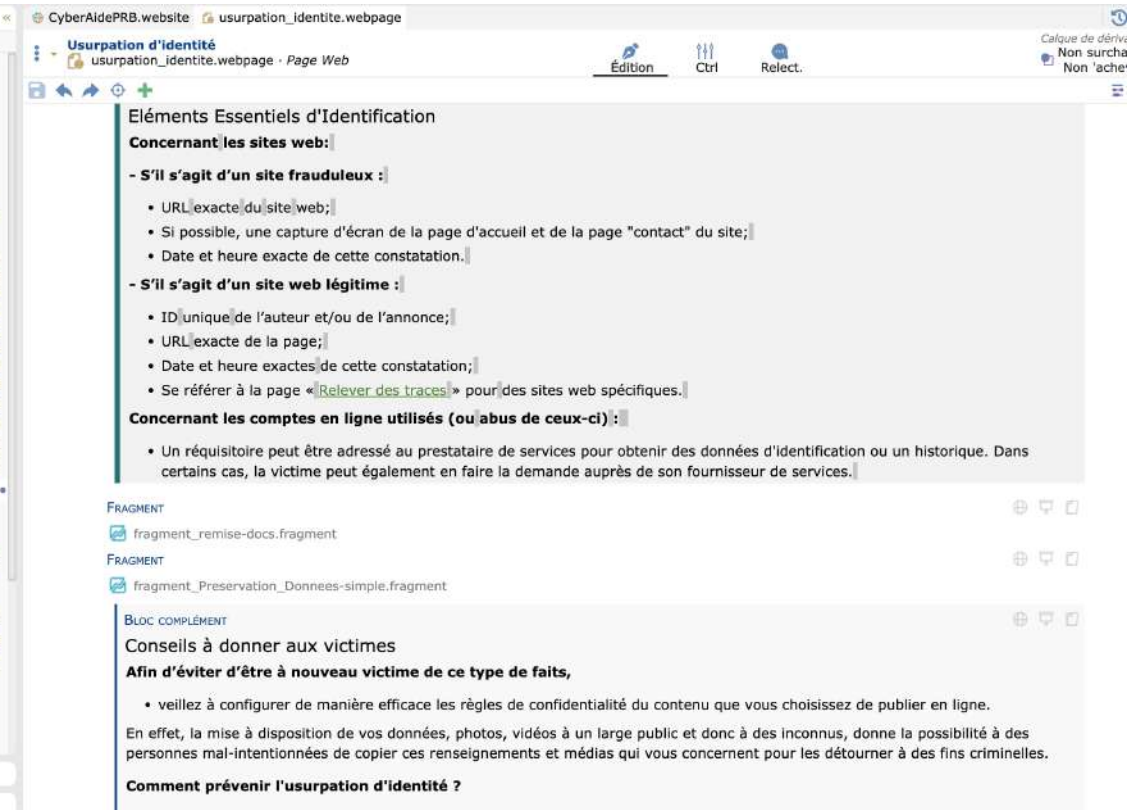 CyberAidePRB.website usurpation_identite.webpage
Calque de dériva
Usurpation d'identité
usurpation_identite.webpage · Page Web
Édition Ctrl Relect.
Non surcha
Non 'achev
Eléments Essentiels d'Identification
Concernant les sites web:
- S’il s’agit d’un site frauduleux :
• URL exacte du site web;
• Si possible, une capture d'écran de la page d'accueil et de la page "contact" du site;
• Date et heure exacte de cette constatation.
- S’il s’agit d’un site web légitime :
• ID unique de l’auteur et/ou de l’annonce;
• URL exacte de la page;
• Date et heure exactes de cette constatation;
• Se référer à la page « Relever des traces » pour des sites web spécifiques.
Concernant les comptes en ligne utilisés (ou abus de ceux-ci) :
• Un réquisitoire peut être adressé au prestataire de services pour obtenir des données d'identification ou un historique. Dans
certains cas, la victime peut également en faire la demande auprès de son fournisseur de services.
FRAGMENT
fragment_remise-docs.fragment
FRAGMENT
fragment_Preservation_Donnees-simple.fragment
BLOC COMPLÉMENT
Conseils à donner aux victimes
Afin d’éviter d’être à nouveau victime de ce type de faits,
• veillez à configurer de manière efficace les règles de confidentialité du contenu que vous choisissez de publier en ligne.
En effet, la mise à disposition de vos données, photos, vidéos à un large public et donc à des inconnus, donne la possibilité à des
personnes mal-intentionnées de copier ces renseignements et médias qui vous concernent pour les détourner à des fins criminelles.
Comment prévenir l'usurpation d'identité ?